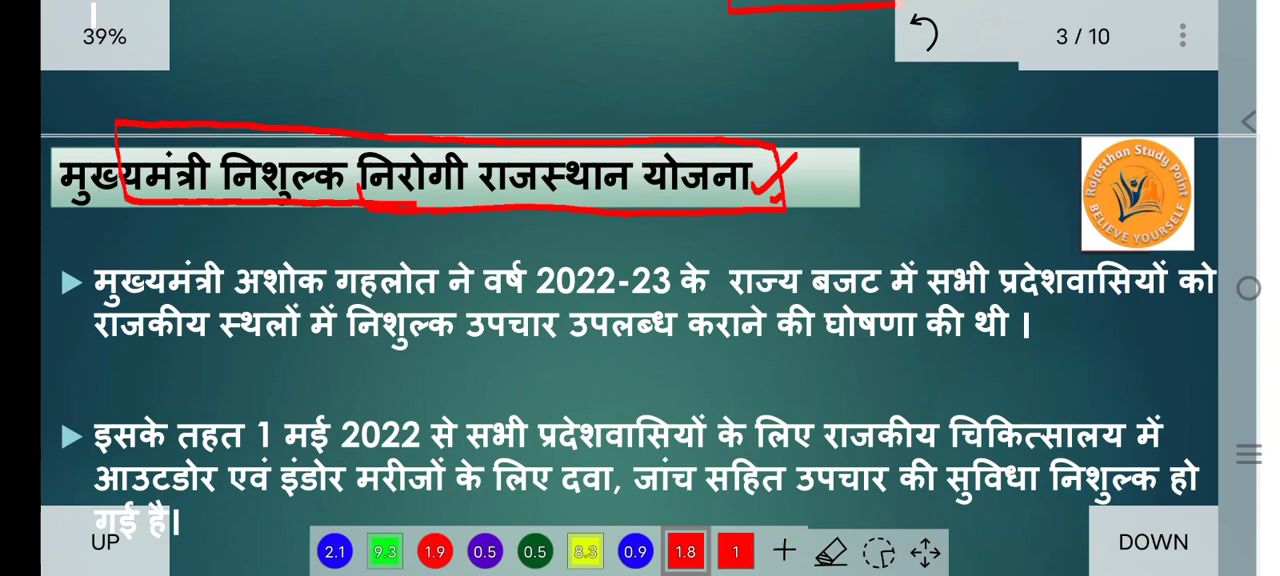 39%
3 / 10
मुख्यमंत्री निशुल्क निरोगी राजस्थान योजना
Rajasthan Study Point
BELIEVE YOURSELF
मुख्यमंत्री अशोक गहलोत ने वर्ष 2022-23 के राज्य बजट में सभी प्रदेशवासियों को
राजकीय स्थलों में निशुल्क उपचार उपलब्ध कराने की घोषणा की थी ।
इसके तहत 1 मई 2022 से सभी प्रदेशवासियों के लिए राजकीय चिकित्सालय में
आउटडोर एवं इंडोर मरीजों के लिए दवा, जांच सहित उपचार की सुविधा निशुल्क हो
गई है।
UP
2.1 9.3 1.9 0.5 0.5 8.3 0.9 1.8 1
DOWN